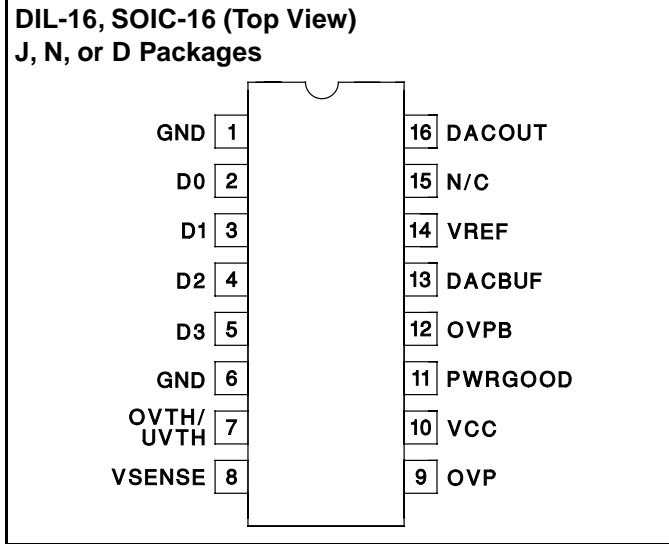 DIL-16, SOIC-16 (Top View)
J, N, or D Packages
GND 1
16 DACOUT
D0 2
15 N/C
D1 3
14 VREF
D2 4
13 DACBUF
D3 5
12 OVPB
GND 6
11 PWRGOOD
OVTH/
UVTH 7
10 VCC
VSENSE 8
9 OVP